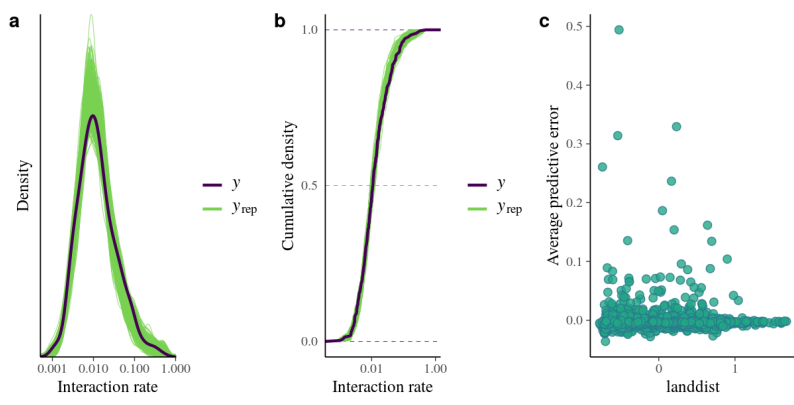 a
Density
0.001 0.010 0.100 1.000
Interaction rate
y
yrep
b
Cumulative density
1.0
0.5
0.0
0.01 1.00
Interaction rate
y
yrep
c
Average predictive error
0.5
0.4
0.3
0.2
0.1
0.0
0 1
landdist